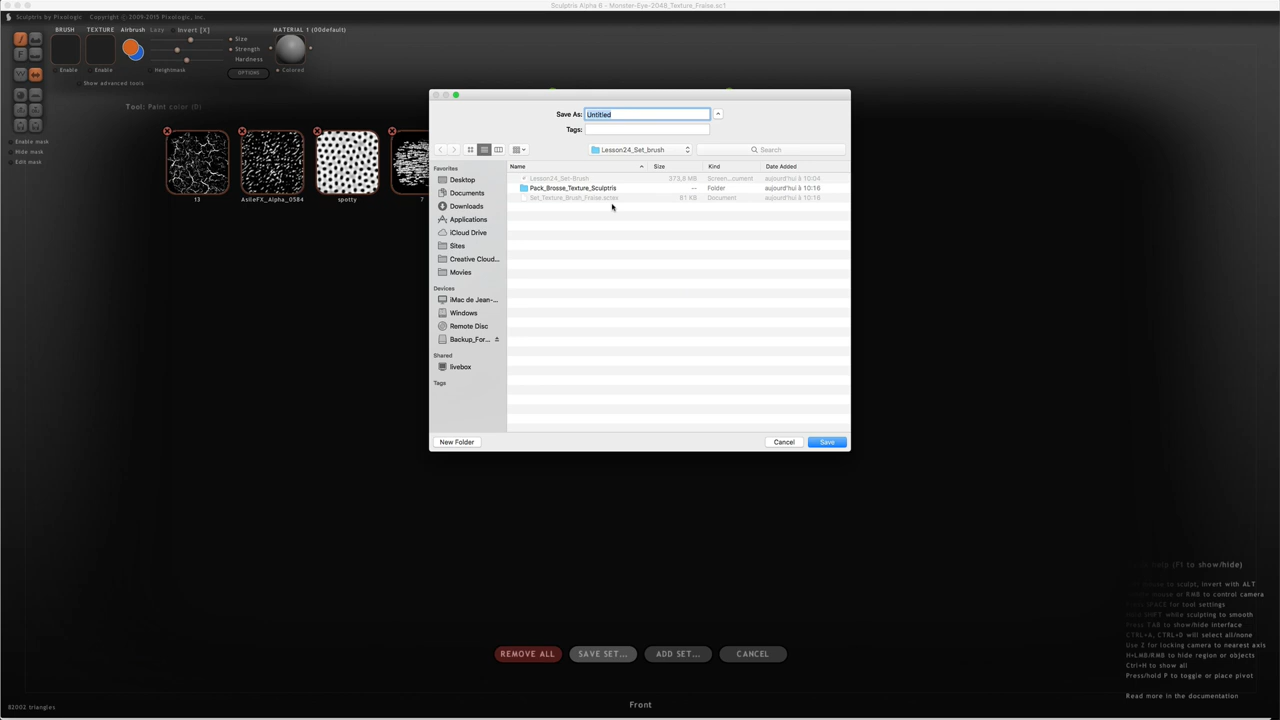 Sculptris Alpha 6 - Monster-Eye-2048_Texture_Fraise.sc1
Sculptris by Pixologic Copyright (c)2009-2015 Pixologic, Inc.
BRUSH TEXTURE Airbrush Lazy Invert [X] MATERIAL 1 (00default)
Size
Strength
Hardness
Enable Enable Heightmask OPTIONS Colored
Show advanced tools
Tool: Paint color (0)
Enable mask
Hide mask
Edit mask
13
AsileFX_Alpha_0584
spotty
7
Save As: Untitled
Tags:
Lesson24_Set_brush
Search
Name Size Kind Date Added
Lesson24_Set-Brush 373,8 MB Screen...ocument aujourd'hui à 10:04
Pack_Brosse_Texture_Sculptris -- Folder aujourd'hui à 10:16
Set_Texture_Brush_Fraise.sctex 81 KB Document aujourd'hui à 10:16
Favorites
Desktop
Documents
Downloads
Applications
iCloud Drive
Sites
Creative Cloud...
Movies
Devices
iMac de Jean-...
Windows
Remote Disc
Backup_For...
Shared
livebox
Tags
New Folder
Cancel
Save
REMOVE ALL
SAVE SET...
ADD SET...
CANCEL
help (F1 to show/hide)
to sculpt, invert with ALT
mouse or RMB to control camera
SPACE for tool settings
SHIFT while sculpting to smooth
Press TAB to show/hide interface
CTRL+A, CTRL+D will select all/none
Use Z for locking camera to nearest axis
H+LMB/RMB to hide region or objects
Ctrl+H to show all
Press/hold P to toggle or place pivot
Read more in the documentation
82002 triangles
Front